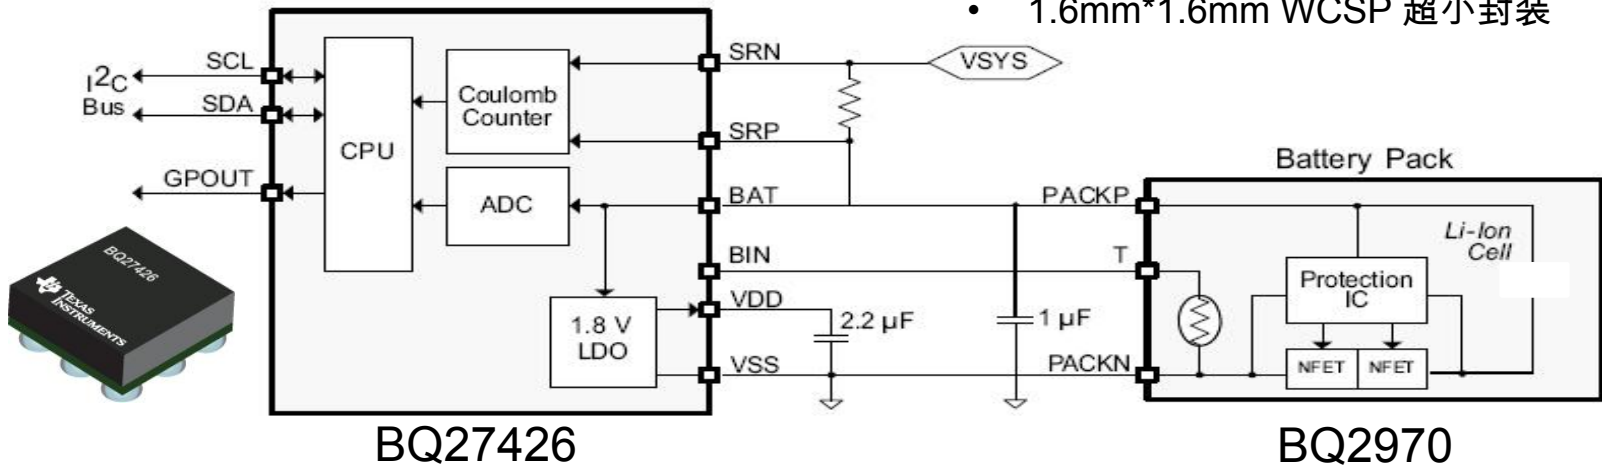 • 1.6mm*1.6mm WCSP 超小封装
SCL
I2C
Bus
SDA
GPOUT
CPU
Coulomb
Counter
ADC
1.8 V
LDO
SRN
VSYS
SRP
BAT
BIN
VDD
2.2 µF
VSS
1 µF
Battery Pack
PACKP
T
PACKN
Li-Ion
Cell
Protection
IC
NFET NFET
BQ27426
TEXAS
INSTRUMENTS
BQ27426
BQ2970